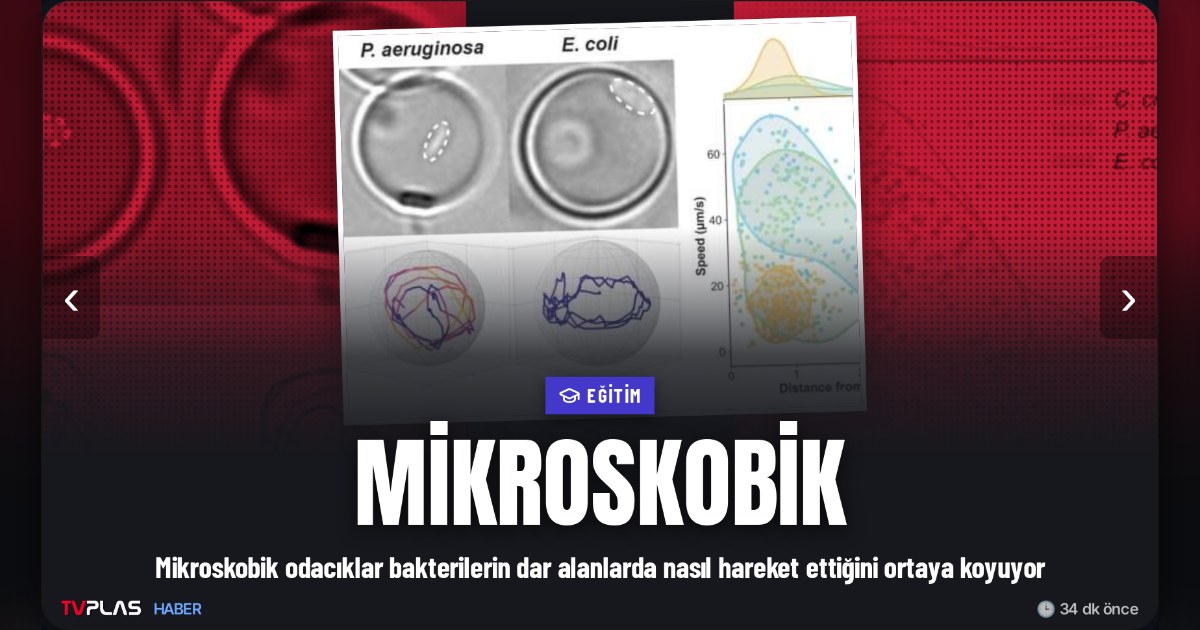 P. aeruginosa
E. coli
60
40
20
0
Speed (µm/s)
0
1
Distance from
‹
›
EĞİTİM
MİKROSKOBİK
Mikroskobik odacıklar bakterilerin dar alanlarda nasıl hareket ettiğini ortaya koyuyor
TVPLAS HABER
34 dk önce